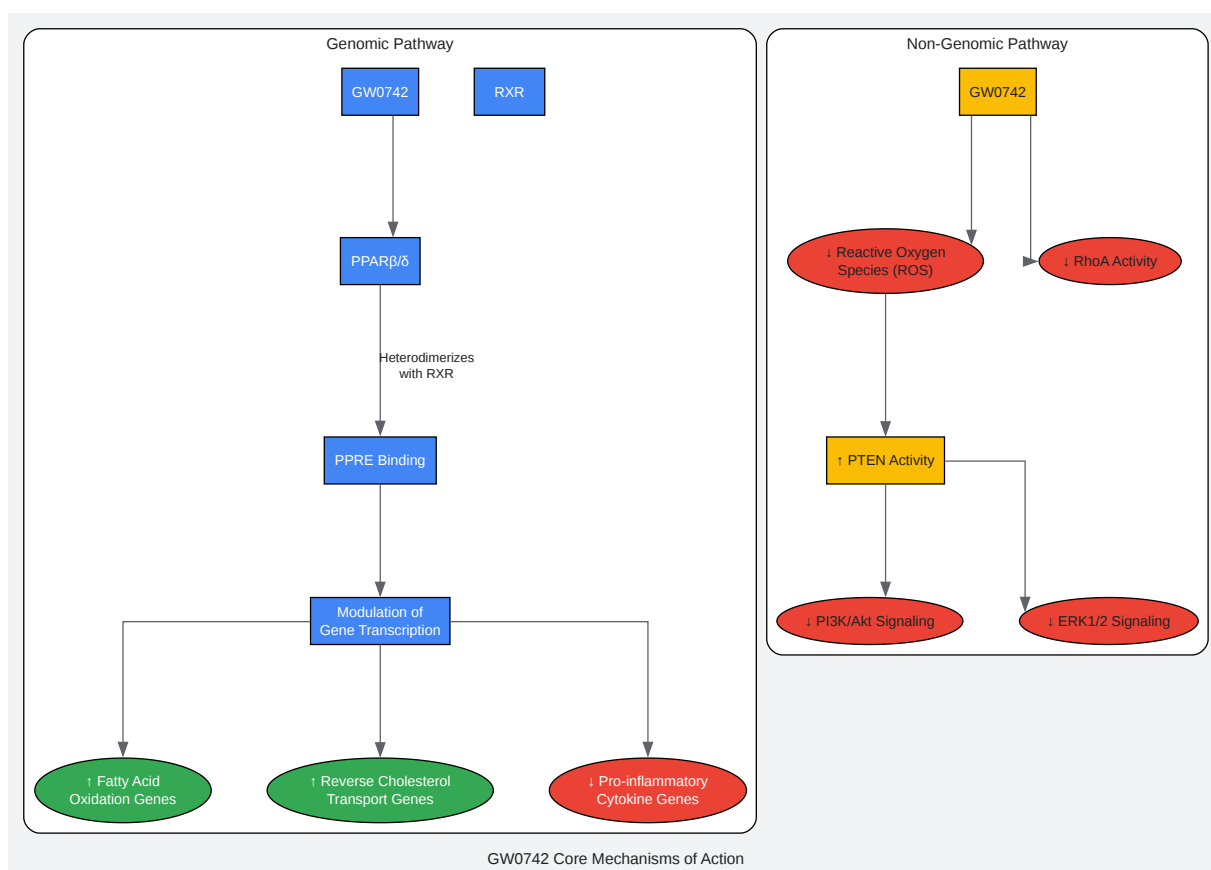 Genomic Pathway
GW0742
RXR
PPARβ/δ
Heterodimerizes
with RXR
PPRE Binding
Modulation of
Gene Transcription
↑ Fatty Acid
Oxidation Genes
↑ Reverse Cholesterol
Transport Genes
↓ Pro-inflammatory
Cytokine Genes
Non-Genomic Pathway
GW0742
↓ Reactive Oxygen
Species (ROS)
↓ RhoA Activity
↑ PTEN Activity
↓ PI3K/Akt Signaling
↓ ERK1/2 Signaling
GW0742 Core Mechanisms of Action